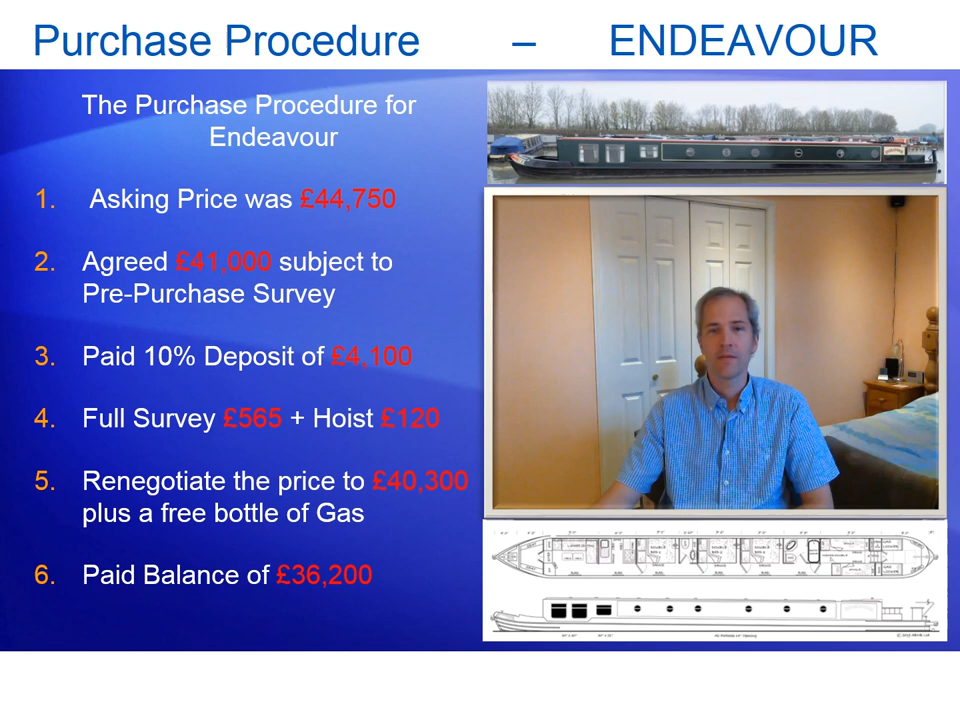 Purchase Procedure – ENDEAVOUR
The Purchase Procedure for
Endeavour
1. Asking Price was £44,750
2. Agreed £41,000 subject to
Pre-Purchase Survey
3. Paid 10% Deposit of £4,100
4. Full Survey £565 + Hoist £120
5. Renegotiate the price to £40,300
plus a free bottle of Gas
6. Paid Balance of £36,200